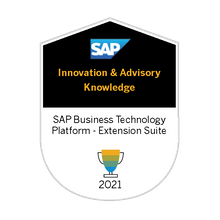 SAP
Innovation & Advisory
Knowledge
SAP Business Technology
Platform - Extension Suite
2021